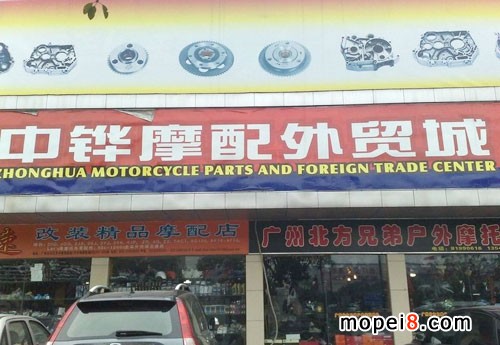 中铧摩配外贸城
ZHONGHUA MOTORCYCLE PARTS AND FOREIGN TRADE CENTER
速 改装精品摩配店
广州北方兄弟户外摩托
mopei8.com